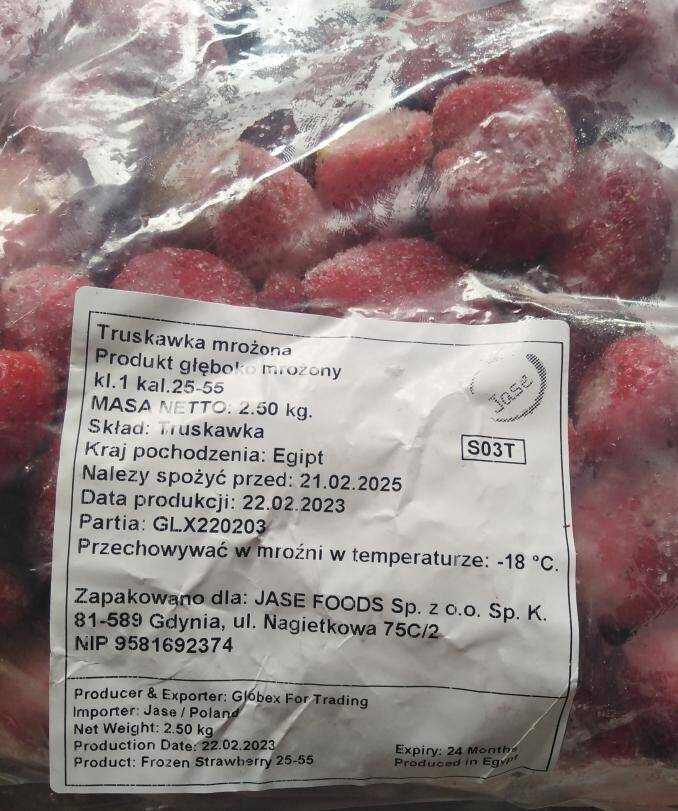 Truskawka mrożona
Produkt głęboko mrożony
kl.1 kal.25-55
MASA NETTO: 2.50 kg.
Skład: Truskawka
Kraj pochodzenia: Egipt
Nalezy spożyć przed: 21.02.2025
Data produkcji: 22.02.2023
Partia: GLX220203
Przechowywać w mroźni w temperaturze: -18 °C.
Jase
S03T
Zapakowano dla: JASE FOODS Sp. z o.o. Sp. K.
81-589 Gdynia, ul. Nagietkowa 75C/2
NIP 9581692374
Producer & Exporter: Globex For Trading
Importer: Jase / Poland
Net Weight: 2.50 kg
Production Date: 22.02.2023
Product: Frozen Strawberry 25-55
Expiry: 24 Months
Produced in Egypt